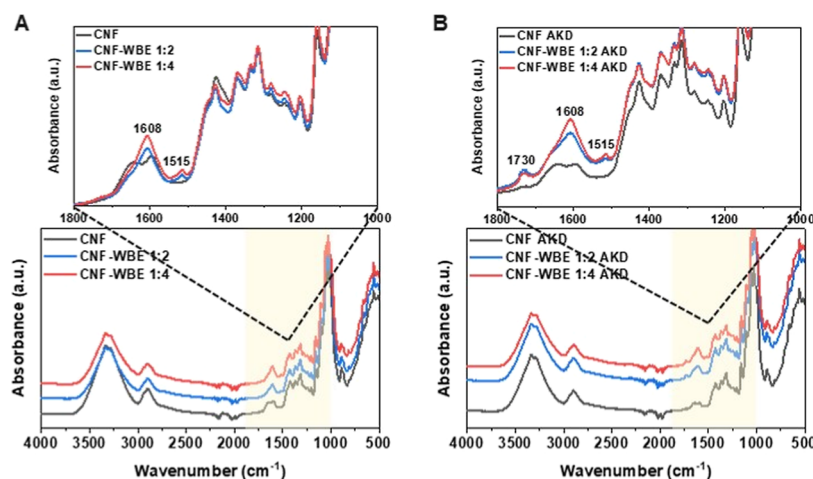 A
CNF
CNF-WBE 1:2
CNF-WBE 1:4
1608
1515
Absorbance (a.u.)
1800 1600 1400 1200 1000
CNF
CNF-WBE 1:2
CNF-WBE 1:4
Absorbance (a.u.)
4000 3500 3000 2500 2000 1500 1000 500
Wavenumber (cm-1)
B
CNF AKD
CNF-WBE 1:2 AKD
CNF-WBE 1:4 AKD
1730
1608
1515
Absorbance (a.u.)
1800 1600 1400 1200 1000
CNF AKD
CNF-WBE 1:2 AKD
CNF-WBE 1:4 AKD
Absorbance (a.u.)
4000 3500 3000 2500 2000 1500 1000 500
Wavenumber (cm-1)